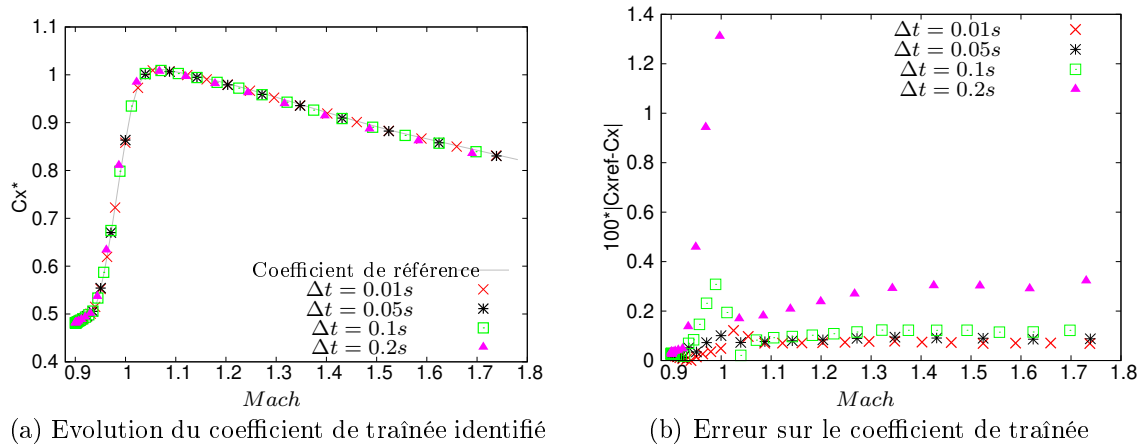 1.1
1
0.9
0.8
0.7
0.6
0.5
0.4
Cx*
Coefficient de référence
Δt = 0.01s
Δt = 0.05s
Δt = 0.1s
Δt = 0.2s
0.9 1 1.1 1.2 1.3 1.4 1.5 1.6 1.7 1.8
Mach
(a) Evolution du coefficient de traînée identifié
1.4
1.2
1
0.8
0.6
0.4
0.2
0
100*|Cxref-Cx|
Δt = 0.01s
Δt = 0.05s
Δt = 0.1s
Δt = 0.2s
0.9 1 1.1 1.2 1.3 1.4 1.5 1.6 1.7 1.8
Mach
(b) Erreur sur le coefficient de traînée